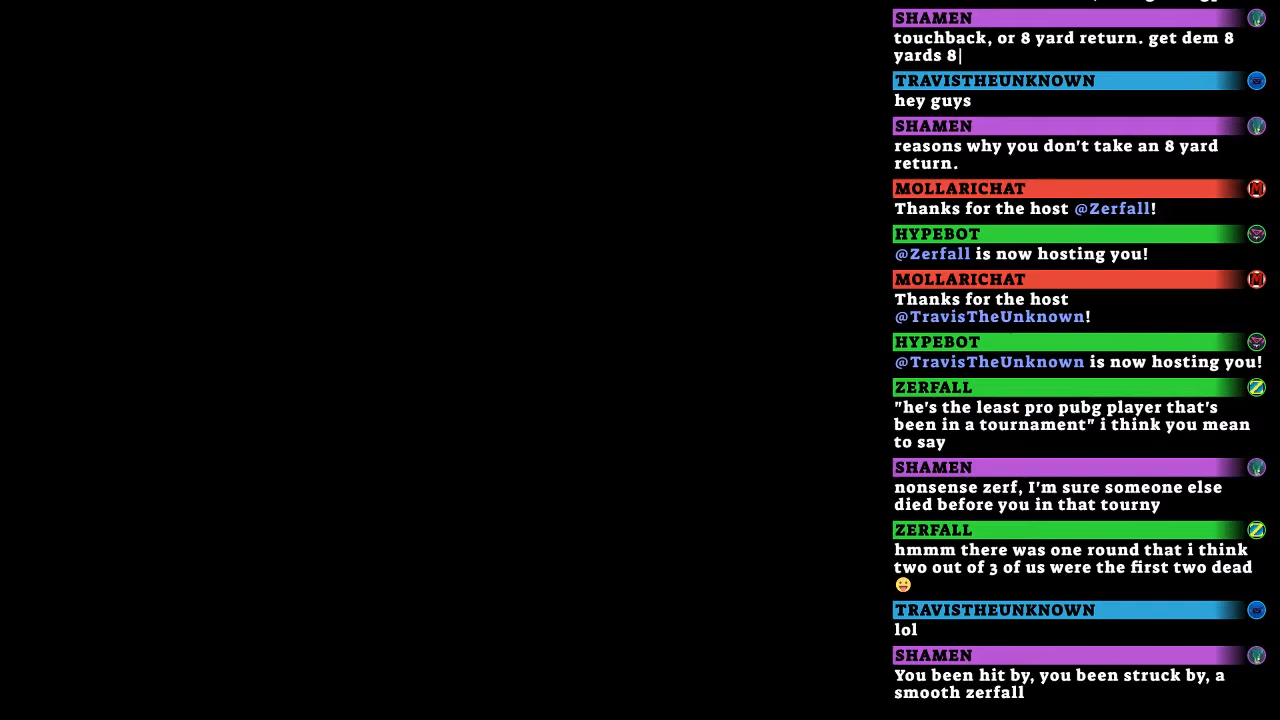 SHAMEN
touchback, or 8 yard return. get dem 8
yards 8|
TRAVISTHEUNKNOWN
hey guys
SHAMEN
reasons why you don't take an 8 yard
return.
MOLLARICHAT
Thanks for the host @Zerfall!
HYPEBOT
@Zerfall is now hosting you!
MOLLARICHAT
Thanks for the host
@TravisTheUnknown!
HYPEBOT
@TravisTheUnknown is now hosting you!
ZERFALL
"he's the least pro pubg player that's
been in a tournament" i think you mean
to say
SHAMEN
nonsense zerf, I'm sure someone else
died before you in that tourny
ZERFALL
hmmm there was one round that i think
two out of 3 of us were the first two dead
😀
TRAVISTHEUNKNOWN
lol
SHAMEN
You been hit by, you been struck by, a
smooth zerfall